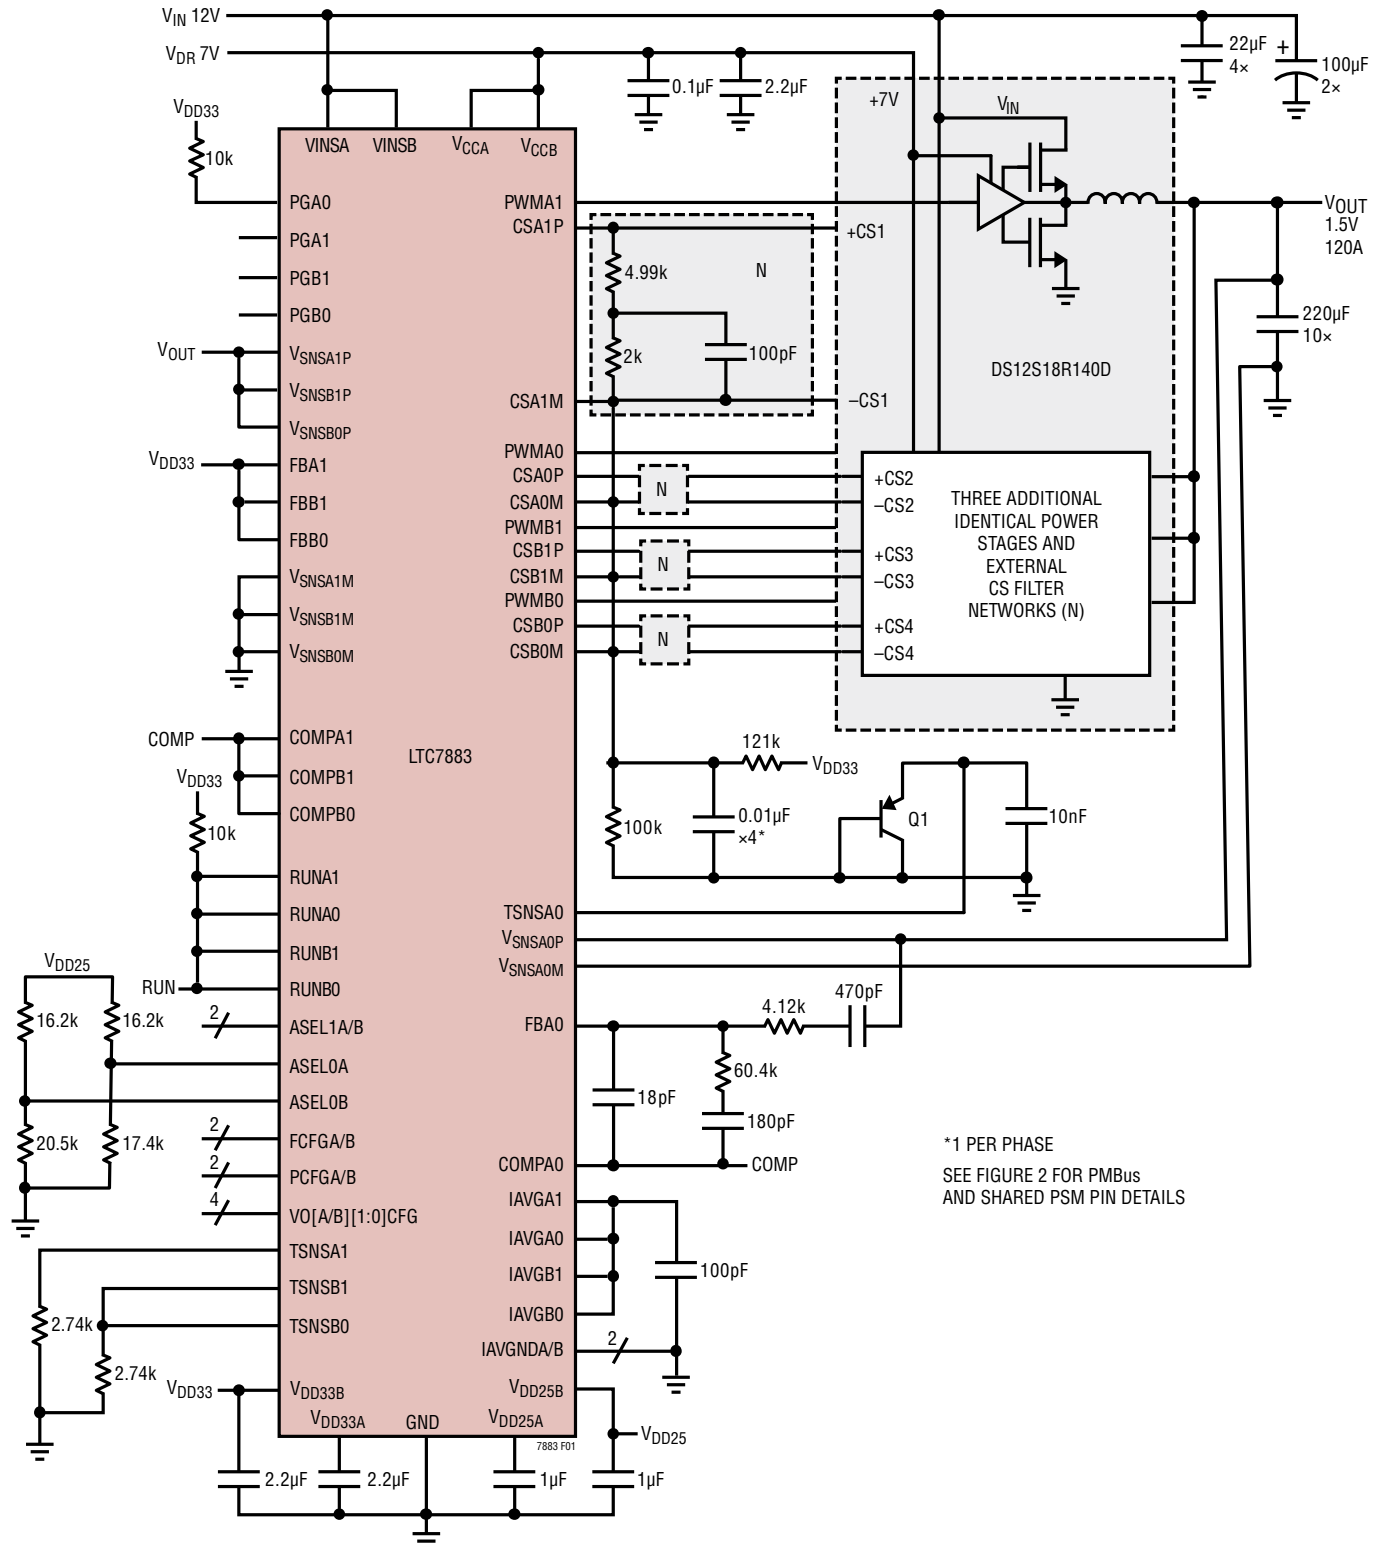 VIN 12V
VDR 7V
22µF
4×
+
100µF
2×
0.1µF
2.2µF
VDD33
10k
+7V
VIN
VINSA
VINSB
VCCA
VCCB
PGA0
PGA1
PGB1
PGB0
VOUT
VSNSA1P
VSNSB1P
VSNSB0P
VDD33
FBA1
FBB1
FBB0
VSNSA1M
VSNSB1M
VSNSB0M
COMP
COMPA1
COMPB1
COMPB0
VDD33
10k
RUNA1
RUNA0
RUNB1
RUN
RUNB0
VDD25
16.2k
16.2k
20.5k
17.4k
2
ASEL1A/B
ASEL0A
ASEL0B
2
FCFGA/B
2
PCFGA/B
4
VO[A/B][1:0]CFG
TSNSA1
TSNSB1
TSNSB0
2.74k
2.74k
VDD33
VDD33B
VDD33A
GND
VDD25A
LTC7883
PWMA1
CSA1P
CSA1M
PWMA0
CSA0P
CSA0M
PWMB1
CSB1P
CSB1M
PWMB0
CSB0P
CSB0M
TSNSA0
VSNSA0P
VSNSA0M
FBA0
COMPA0
IAVGA1
IAVGA0
IAVGB1
IAVGB0
IAVGNDA/B
VDD25B
4.99k
N
2k
100pF
N
N
N
+CS1
–CS1
DS12S18R140D
+CS2
–CS2
+CS3
–CS3
+CS4
–CS4
THREE ADDITIONAL
IDENTICAL POWER
STAGES AND
EXTERNAL
CS FILTER
NETWORKS (N)
VOUT
1.5V
120A
220µF
10×
121k
VDD33
100k
0.01µF
×4*
Q1
10nF
4.12k
470pF
18pF
60.4k
180pF
COMP
100pF
2
VDD25
*1 PER PHASE
SEE FIGURE 2 FOR PMBus
AND SHARED PSM PIN DETAILS
7883 F01
2.2µF
2.2µF
1µF
1µF